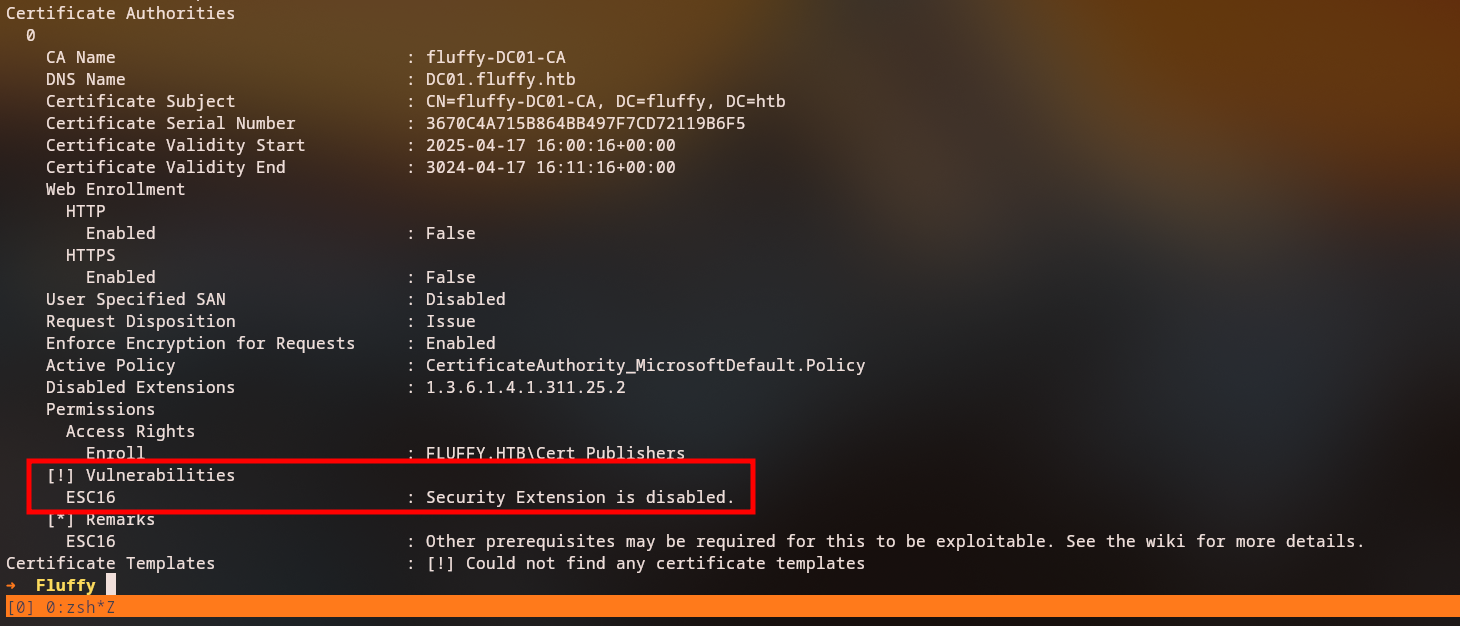 Certificate Authorities
0
CA Name : fluffy-DC01-CA
DNS Name : DC01.fluffy.htb
Certificate Subject : CN=fluffy-DC01-CA, DC=fluffy, DC=htb
Certificate Serial Number : 3670C4A715B864BB497F7CD72119B6F5
Certificate Validity Start : 2025-04-17 16:00:16+00:00
Certificate Validity End : 3024-04-17 16:11:16+00:00
Web Enrollment
HTTP
Enabled : False
HTTPS
Enabled : False
User Specified SAN : Disabled
Request Disposition : Issue
Enforce Encryption for Requests : Enabled
Active Policy : CertificateAuthority_MicrosoftDefault.Policy
Disabled Extensions : 1.3.6.1.4.1.311.25.2
Permissions
Access Rights
Enroll : FLUFFY.HTB\Cert Publishers
[!] Vulnerabilities
ESC16 : Security Extension is disabled.
[*] Remarks
ESC16 : Other prerequisites may be required for this to be exploitable. See the wiki for more details.
Certificate Templates : [!] Could not find any certificate templates
→ Fluffy
[0] 0:zsh*Z